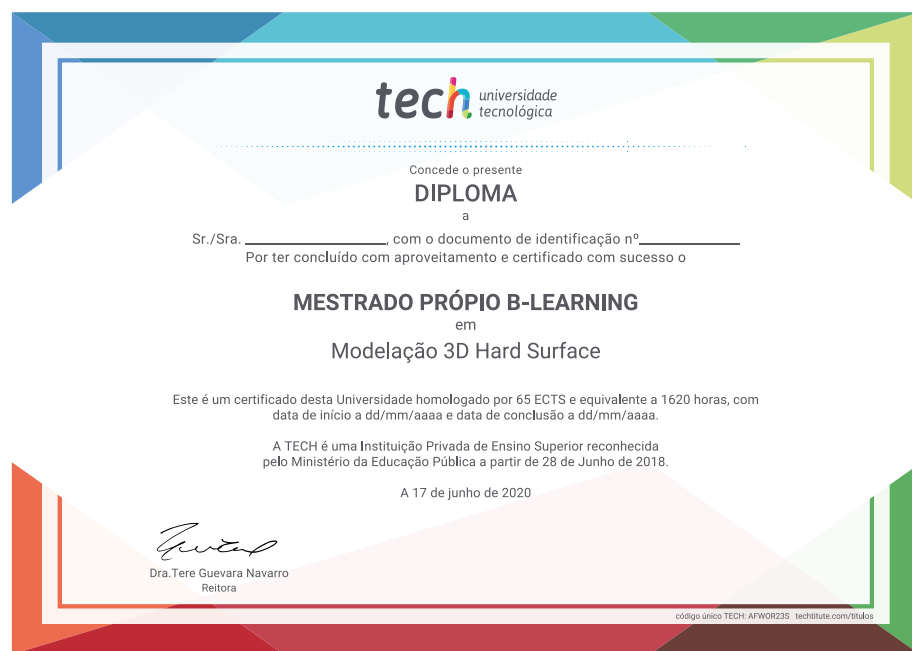 tech universidade
tecnológica
Concede o presente
DIPLOMA
a
Sr./Sra. ____________, com o documento de identificação nº__________
Por ter concluído com aproveitamento e certificado com sucesso o
MESTRADO PRÓPIO B-LEARNING
em
Modelação 3D Hard Surface
Este é um certificado desta Universidade homologado por 65 ECTS e equivalente a 1620 horas, com
data de início a dd/mm/aaaa e data de conclusão a dd/mm/aaaa.
A TECH é uma Instituição Privada de Ensino Superior reconhecida
pelo Ministério da Educação Pública a partir de 28 de Junho de 2018.
A 17 de junho de 2020
Dra.Tere Guevara Navarro
Reitora
código único TECH: AFWOR23S techtitute.com/titulos